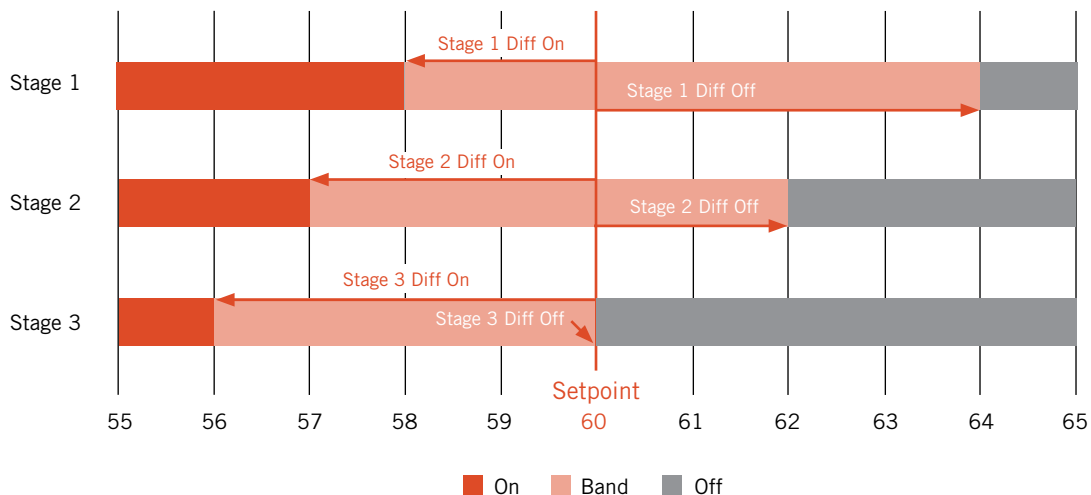 Stage 1 Diff On
Stage 1
Stage 1 Diff Off
Stage 2 Diff On
Stage 2
Stage 2 Diff Off
Stage 3 Diff On
Stage 3
Stage 3 Diff Off
Setpoint
55 56 57 58 59 60 61 62 63 64 65
On Band Off